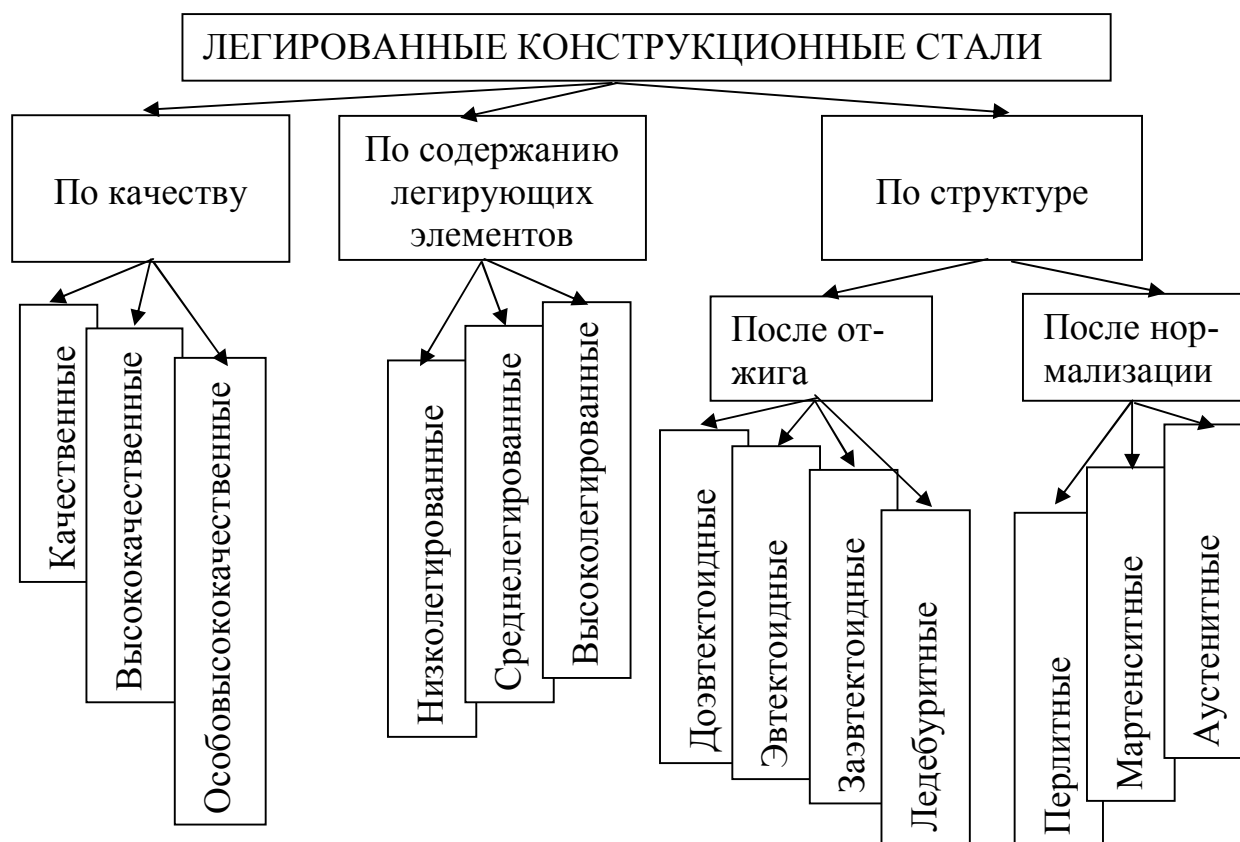 ЛЕГИРОВАННЫЕ КОНСТРУКЦИОННЫЕ СТАЛИ
По качеству
По содержанию
легирующих
элементов
По структуре
После от-
жига
После нор-
мализации
Качественные
Высококачественные
Особовысококачественные
Низколегированные
Среднелегированные
Высоколегированные
Доэвтектоидные
Эвтектоидные
Заэвтектоидные
Ледебуритные
Перлитные
Мартенситные
Аустенитные